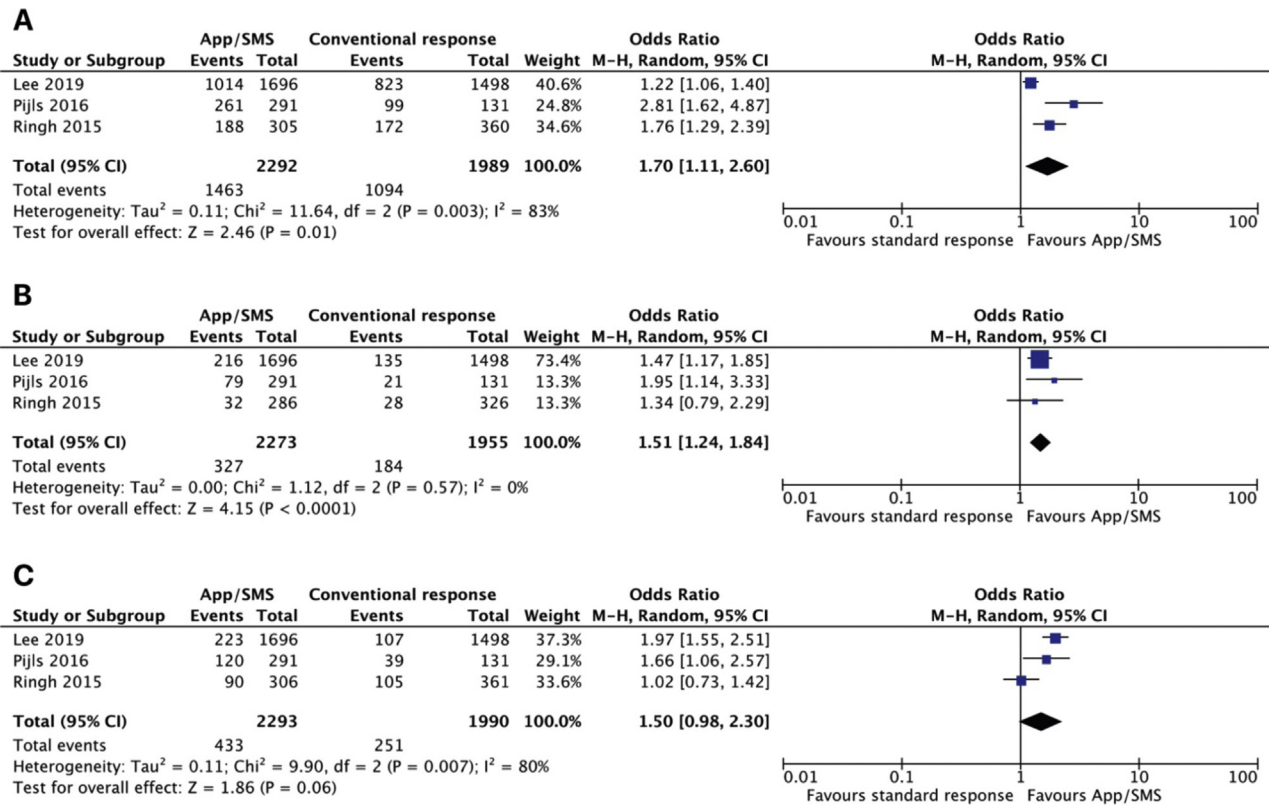 A
App/SMS Conventional response Odds Ratio Odds Ratio
Study or Subgroup Events Total Events Total Weight M-H, Random, 95% CI M-H, Random, 95% CI
Lee 2019 1014 1696 823 1498 40.6% 1.22 [1.06, 1.40]
Pijls 2016 261 291 99 131 24.8% 2.81 [1.62, 4.87]
Ringh 2015 188 305 172 360 34.6% 1.76 [1.29, 2.39]
Total (95% CI) 2292 1989 100.0% 1.70 [1.11, 2.60]
Total events 1463 1094
Heterogeneity: Tau² = 0.11; Chi² = 11.64, df = 2 (P = 0.003); I² = 83%
Test for overall effect: Z = 2.46 (P = 0.01)
0.01 0.1 1 10 100
Favours standard response Favours App/SMS
B
App/SMS Conventional response Odds Ratio Odds Ratio
Study or Subgroup Events Total Events Total Weight M-H, Random, 95% CI M-H, Random, 95% CI
Lee 2019 216 1696 135 1498 73.4% 1.47 [1.17, 1.85]
Pijls 2016 79 291 21 131 13.3% 1.95 [1.14, 3.33]
Ringh 2015 32 286 28 326 13.3% 1.34 [0.79, 2.29]
Total (95% CI) 2273 1955 100.0% 1.51 [1.24, 1.84]
Total events 327 184
Heterogeneity: Tau² = 0.00; Chi² = 1.12, df = 2 (P = 0.57); I² = 0%
Test for overall effect: Z = 4.15 (P < 0.0001)
0.01 0.1 1 10 100
Favours standard response Favours App/SMS
C
App/SMS Conventional response Odds Ratio Odds Ratio
Study or Subgroup Events Total Events Total Weight M-H, Random, 95% CI M-H, Random, 95% CI
Lee 2019 223 1696 107 1498 37.3% 1.97 [1.55, 2.51]
Pijls 2016 120 291 39 131 29.1% 1.66 [1.06, 2.57]
Ringh 2015 90 306 105 361 33.6% 1.02 [0.73, 1.42]
Total (95% CI) 2293 1990 100.0% 1.50 [0.98, 2.30]
Total events 433 251
Heterogeneity: Tau² = 0.11; Chi² = 9.90, df = 2 (P = 0.007); I² = 80%
Test for overall effect: Z = 1.86 (P = 0.06)
0.01 0.1 1 10 100
Favours standard response Favours App/SMS